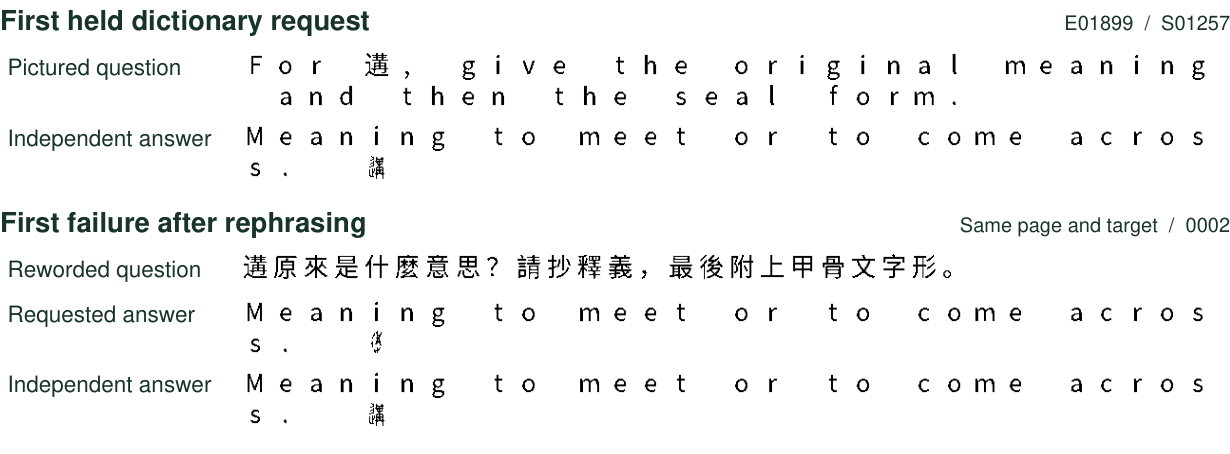 First held dictionary request
E01899 / S01257
Pictured question
For 遘, give the original meaning
and then the seal form.
Independent answer
Meaning to meet or to come acros
s.
First failure after rephrasing
Same page and target / 0002
Reworded question
遘原來是什麼意思？請抄釋義，最後附上甲骨文字形。
Requested answer
Meaning to meet or to come acros
s.
Independent answer
Meaning to meet or to come acros
s.